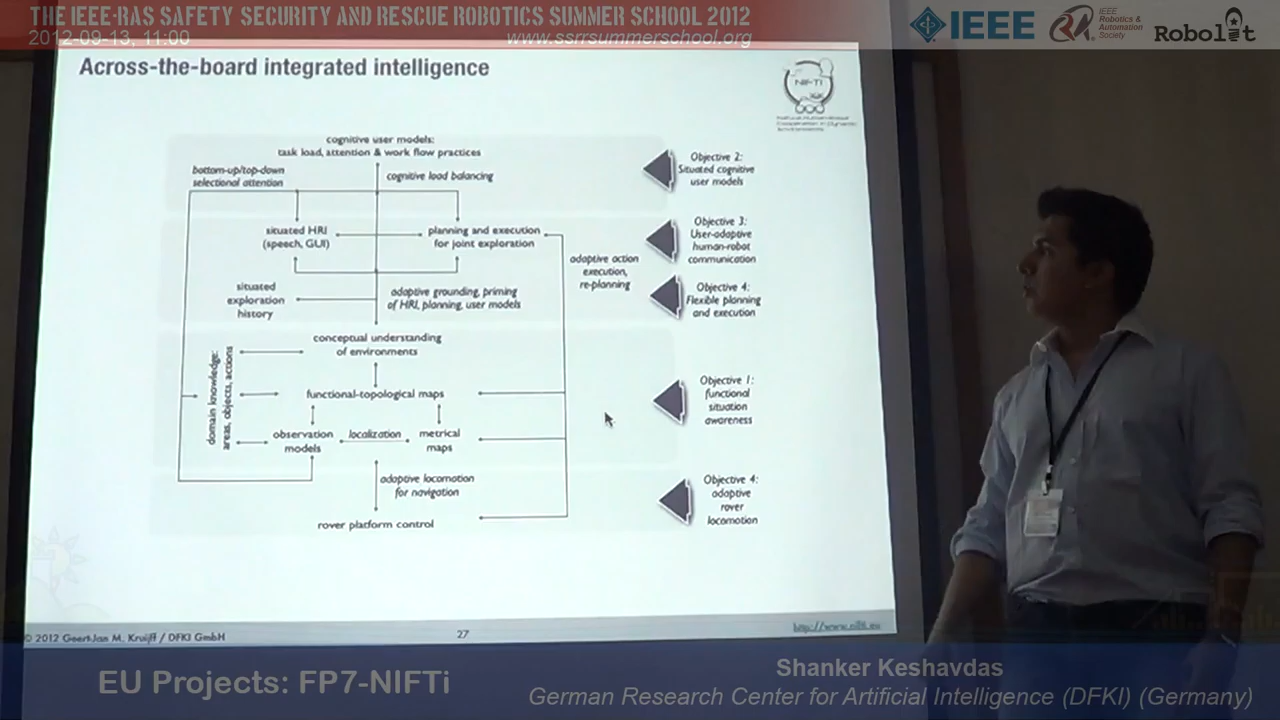 THE IEEE-RAS SAFETY SECURITY AND RESCUE ROBOTICS SUMMER SCHOOL 2012
2012-09-13, 11:00
www.ssrrsummerschool.org
IEEE
IEEE
Robotics &
Automation
Society
Across-the-board integrated intelligence
NIFTi
cognitive user models:
task load, attention & work flow practices
bottom-up/top-down
selectional attention
cognitive load balancing
Objective 2:
Situated cognitive
user models
situated HRI
(speech, GUI)
planning and execution
for joint exploration
Objective 3:
User-adaptive
human-robot
communication
adaptive action
execution,
re-planning
situated
exploration
history
adaptive grounding, priming
of HRI, planning, user models
Objective 4:
Flexible planning
and execution
conceptual understanding
of environments
domain knowledge:
areas, objects, actions
functional-topological maps
Objective 1:
functional
situation
awareness
observation
models
localization
metrical
maps
adaptive locomotion
for navigation
Objective 4:
adaptive
rover
locomotion
rover platform control
© 2012 Geert-Jan M. Kruijff / DFKI GmbH
27
http://www.nifti.eu
EU Projects: FP7-NIFTi
Shanker Keshavdas
German Research Center for Artificial Intelligence (DFKI) (Germany)